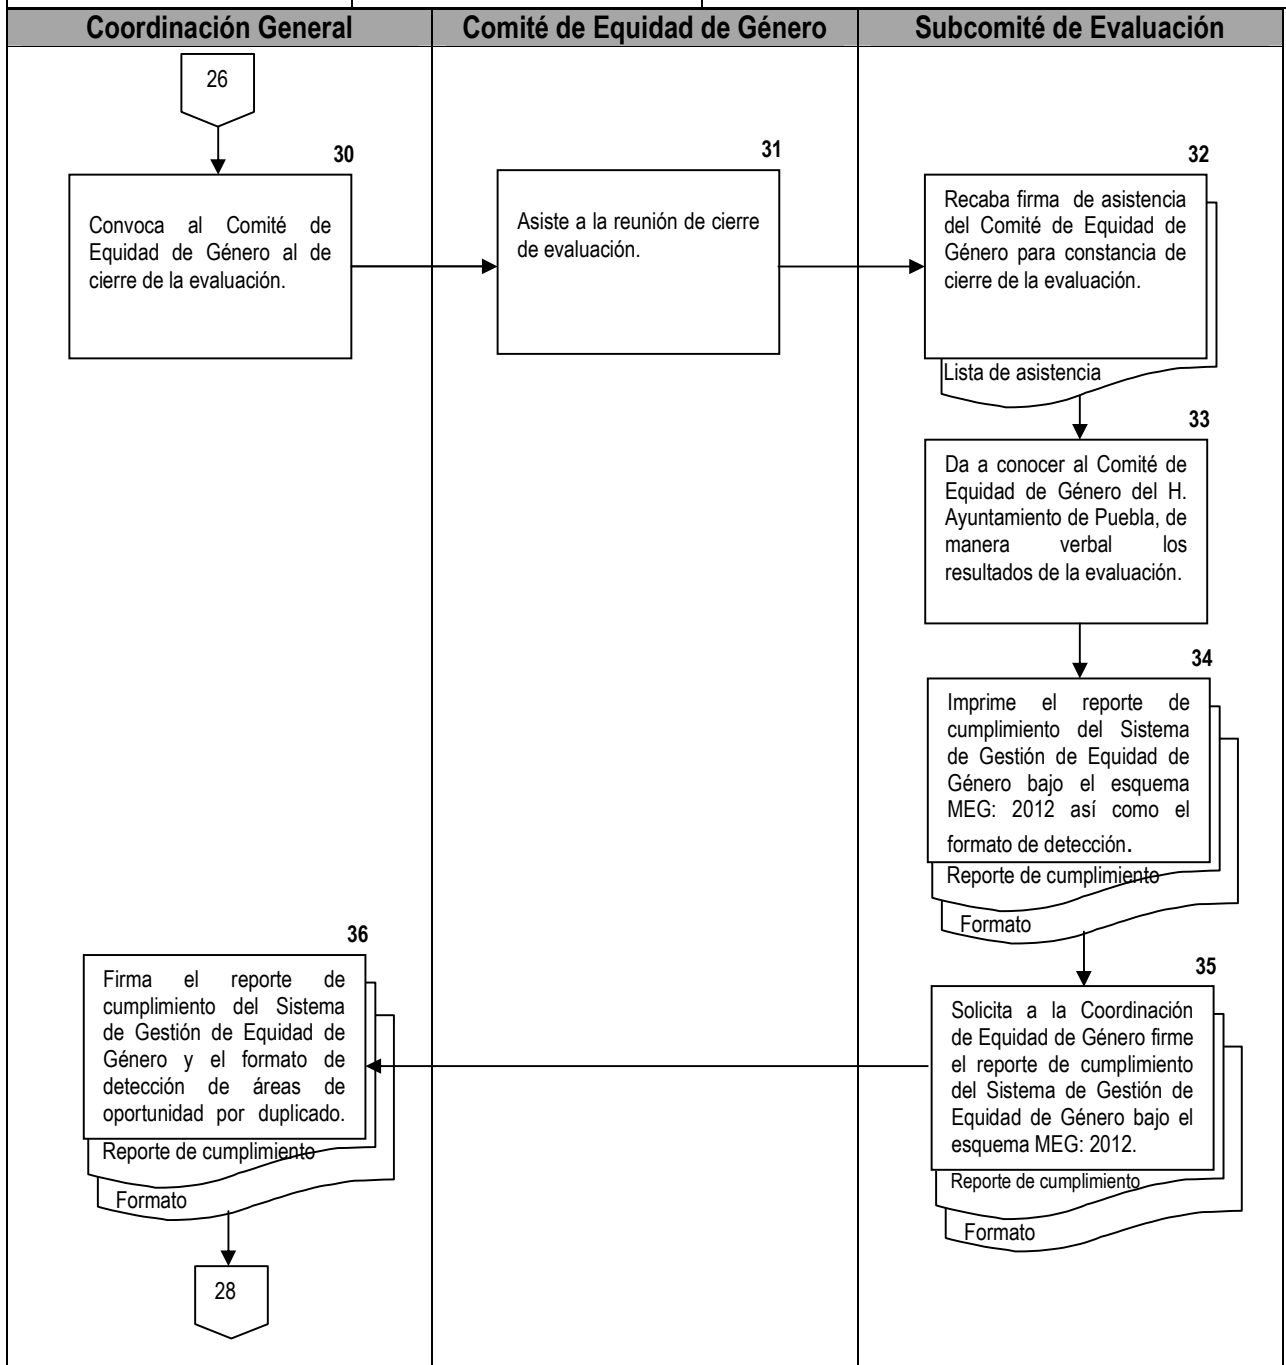 Coordinación General
Comité de Equidad de Género
Subcomité de Evaluación
26
30
Convoca al Comité de
Equidad de Género al de
cierre de la evaluación.
31
Asiste a la reunión de cierre
de evaluación.
32
Recaba firma de asistencia
del Comité de Equidad de
Género para constancia de
cierre de la evaluación.
Lista de asistencia
33
Da a conocer al Comité de
Equidad de Género del H.
Ayuntamiento de Puebla, de
manera verbal los
resultados de la evaluación.
34
Imprime el reporte de
cumplimiento del Sistema
de Gestión de Equidad de
Género bajo el esquema
MEG: 2012 así como el
formato de detección.
Reporte de cumplimiento
Formato
35
Solicita a la Coordinación
de Equidad de Género firme
el reporte de cumplimiento
del Sistema de Gestión de
Equidad de Género bajo el
esquema MEG: 2012.
Reporte de cumplimiento
Formato
36
Firma el reporte de
cumplimiento del Sistema
de Gestión de Equidad de
Género y el formato de
detección de áreas de
oportunidad por duplicado.
Reporte de cumplimiento
Formato
28